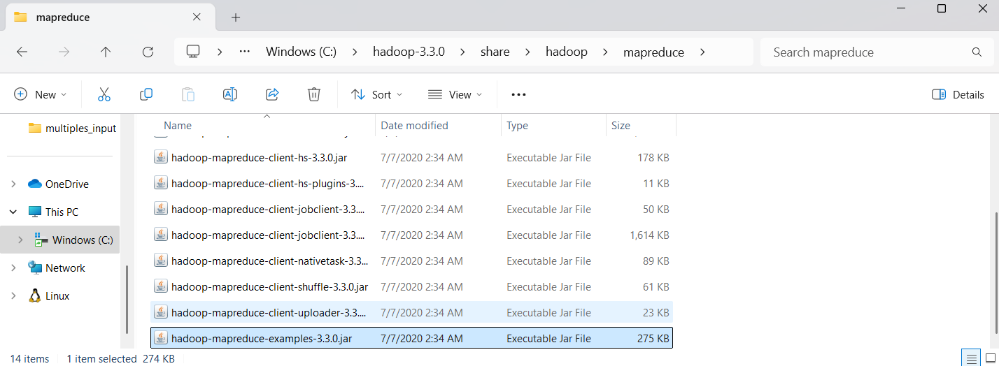 mapreduce
Windows (C:) > hadoop-3.3.0 > share > hadoop > mapreduce >
Search mapreduce
New
Sort
View
Details
multiples_input
OneDrive
This PC
Windows (C:)
Network
Linux
Name Date modified Type Size
hadoop-mapreduce-client-hs-3.3.0.jar 7/7/2020 2:34 AM Executable Jar File 178 KB
hadoop-mapreduce-client-hs-plugins-3.... 7/7/2020 2:34 AM Executable Jar File 11 KB
hadoop-mapreduce-client-jobclient-3.3.... 7/7/2020 2:34 AM Executable Jar File 50 KB
hadoop-mapreduce-client-jobclient-3.3.... 7/7/2020 2:34 AM Executable Jar File 1,614 KB
hadoop-mapreduce-client-nativetask-3.3... 7/7/2020 2:34 AM Executable Jar File 89 KB
hadoop-mapreduce-client-shuffle-3.3.0.jar 7/7/2020 2:34 AM Executable Jar File 61 KB
hadoop-mapreduce-client-uploader-3.3.... 7/7/2020 2:34 AM Executable Jar File 23 KB
hadoop-mapreduce-examples-3.3.0.jar 7/7/2020 2:34 AM Executable Jar File 275 KB
14 items 1 item selected 274 KB